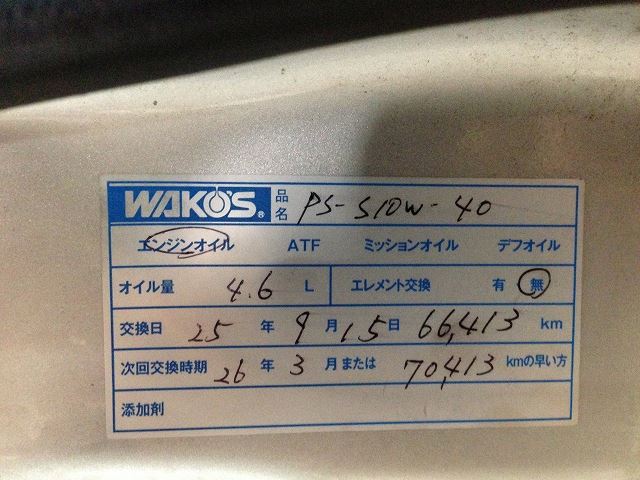 WAKO'S® 品名 PS-S10W-40
エンジンオイル ATF ミッションオイル デフオイル
オイル量 4.6 L エレメント交換 有 無
交換日 25 年 9 月 15 日 66,413 km
次回交換時期 26 年 3 月 または 70,413 kmの早い方
添加剤